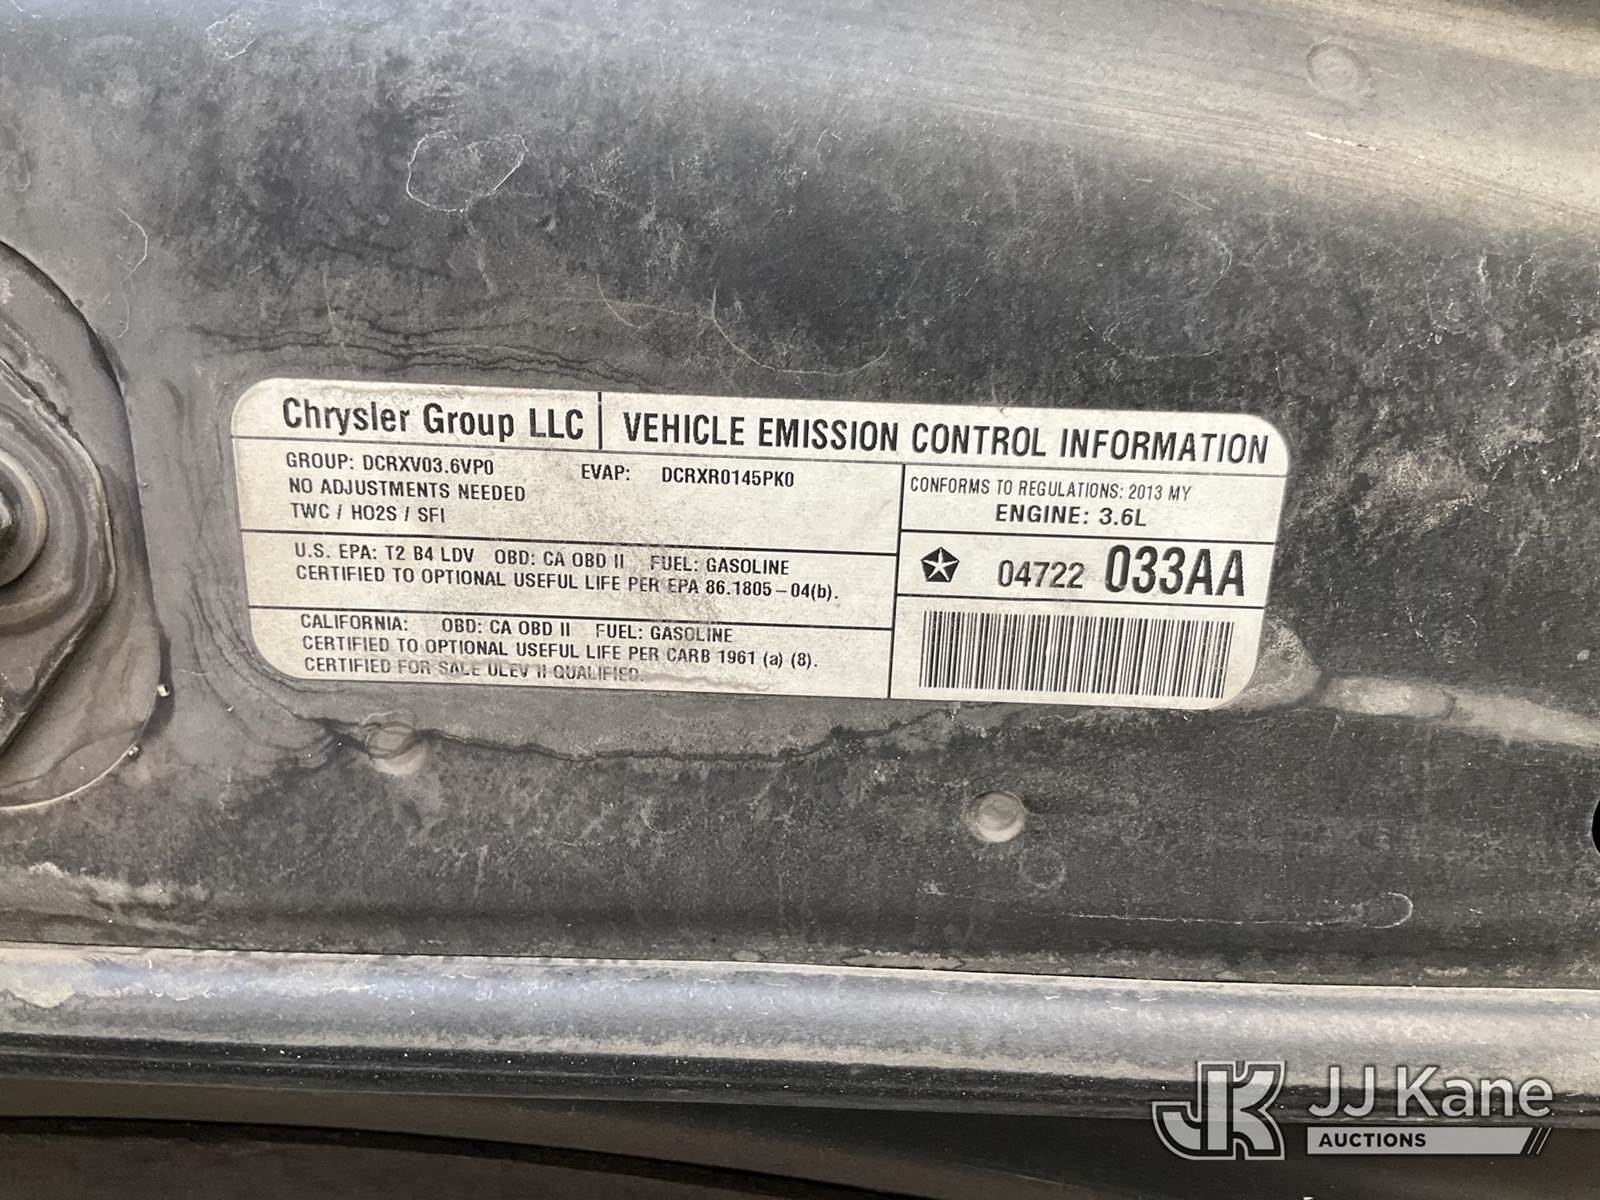 Chrysler Group LLC | VEHICLE EMISSION CONTROL INFORMATION
GROUP: DCRXV03.6VP0 EVAP: DCRXR0145PK0
NO ADJUSTMENTS NEEDED
TWC / HO2S / SFI
CONFORMS TO REGULATIONS: 2013 MY
ENGINE: 3.6L
U.S. EPA: T2 B4 LDV OBD: CA OBD II FUEL: GASOLINE
CERTIFIED TO OPTIONAL USEFUL LIFE PER EPA 86.1805-04(b).
04722 033AA
CALIFORNIA: OBD: CA OBD II FUEL: GASOLINE
CERTIFIED TO OPTIONAL USEFUL LIFE PER CARB 1961 (a) (8).
CERTIFIED FOR SALE ULEV II QUALIFIED.
JK JJ Kane
AUCTIONS